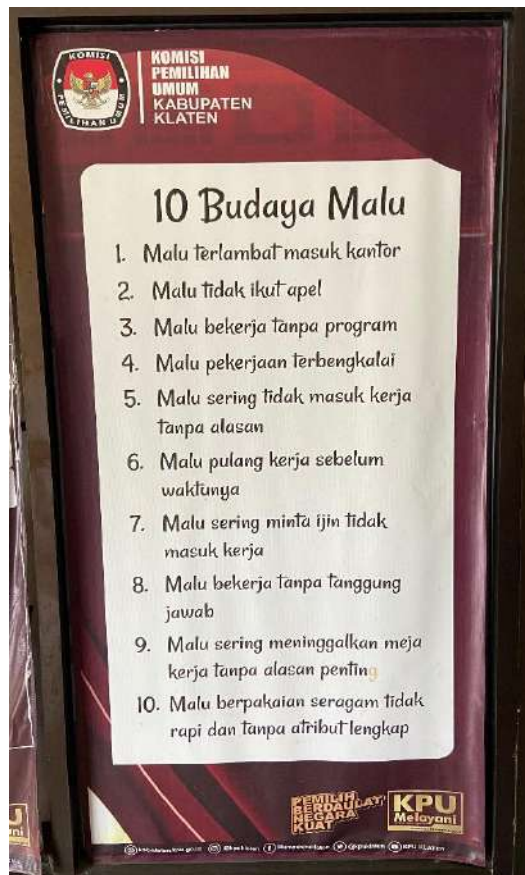 KOMISI
PEMILIHAN UMUM
KOMISI
PEMILIHAN
UMUM
KABUPATEN
KLATEN
10 Budaya Malu
1. Malu terlambat masuk kantor
2. Malu tidak ikut apel
3. Malu bekerja tanpa program
4. Malu pekerjaan terbengkalai
5. Malu sering tidak masuk kerja
tanpa alasan
6. Malu pulang kerja sebelum
waktunya
7. Malu sering minta ijin tidak
masuk kerja
8. Malu bekerja tanpa tanggung
jawab
9. Malu sering meninggalkan meja
kerja tanpa alasan penting
10. Malu berpakaian seragam tidak
rapi dan tanpa atribut lengkap
PEMILIH
BERDAULAT
NEGARA
KUAT
KPU
Melayani